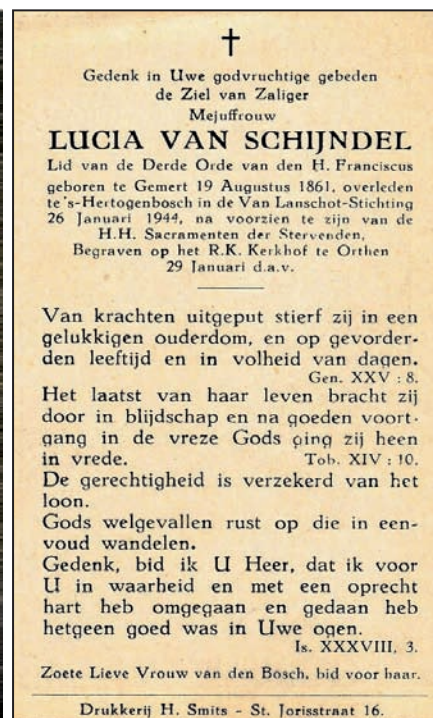 Gedenk in Uwe godvruchtige gebeden
de Ziel van Zaliger
Mejuffrouw
LUCIA VAN SCHIJNDEL
Lid van de Derde Orde van den H. Franciscus
geboren te Gemert 19 Augustus 1861, overleden
te 's-Hertogenbosch in de Van Lanschot-Stichting
26 Januari 1944, na voorzien te zijn van de
H.H. Sacramenten der Stervenden,
Begraven op het R.K. Kerkhof te Orthen
29 Januari d.a.v.
Van krachten uitgeput stierf zij in een
gelukkigen ouderdom, en op gevorder-
den leeftijd en in volheid van dagen.
Gen. XXV : 8.
Het laatst van haar leven bracht zij
door in blijdschap en na goeden voort-
gang in de vreze Gods ging zij heen
in vrede. Tob. XIV : 10.
De gerechtigheid is verzekerd van het
loon.
Gods welgevallen rust op die in een-
voud wandelen.
Gedenk, bid ik U Heer, dat ik voor
U in waarheid en met een oprecht
hart heb omgegaan en gedaan heb
hetgeen goed was in Uwe ogen.
Is. XXXVIII, 3.
Zoete Lieve Vrouw van den Bosch, bid voor haar.
Drukkerij H. Smits - St. Jorisstraat 16.